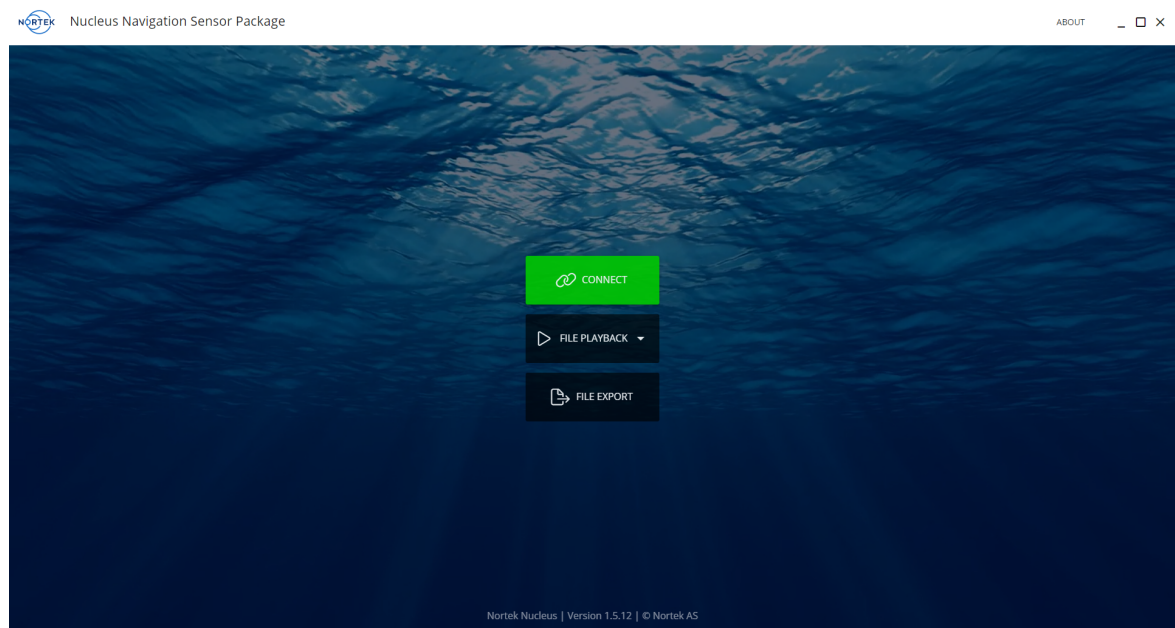 NORTEK Nucleus Navigation Sensor Package ABOUT
CONNECT
FILE PLAYBACK
FILE EXPORT
Nortek Nucleus | Version 1.5.12 | © Nortek AS